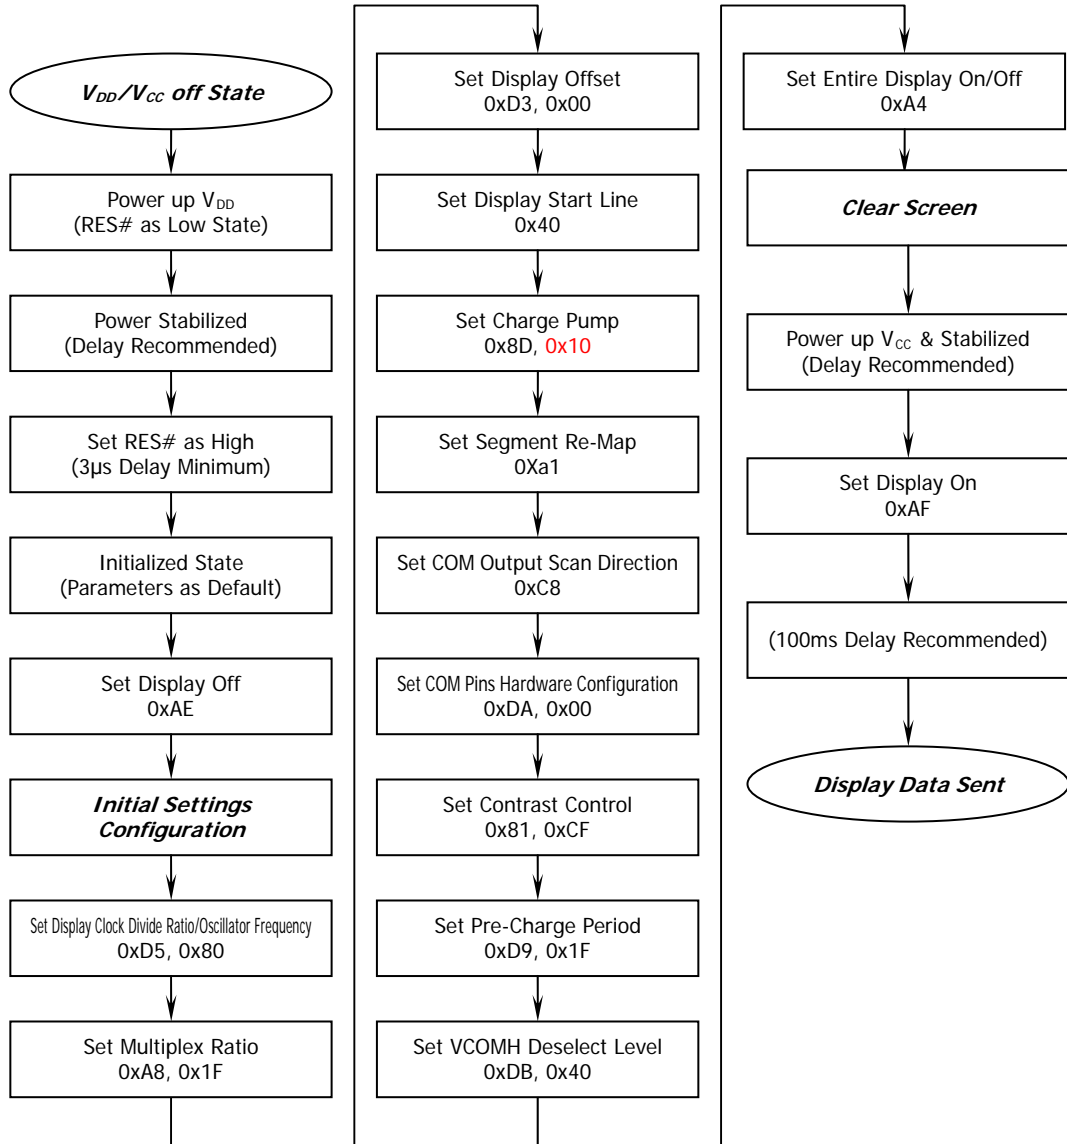 V_DD/V_CC off State
Power up V_DD
(RES# as Low State)
Power Stabilized
(Delay Recommended)
Set RES# as High
(3µs Delay Minimum)
Initialized State
(Parameters as Default)
Set Display Off
0xAE
Initial Settings
Configuration
Set Display Clock Divide Ratio/Oscillator Frequency
0xD5, 0x80
Set Multiplex Ratio
0xA8, 0x1F
Set Display Offset
0xD3, 0x00
Set Display Start Line
0x40
Set Charge Pump
0x8D, 0x10
Set Segment Re-Map
0Xa1
Set COM Output Scan Direction
0xC8
Set COM Pins Hardware Configuration
0xDA, 0x00
Set Contrast Control
0x81, 0xCF
Set Pre-Charge Period
0xD9, 0x1F
Set VCOMH Deselect Level
0xDB, 0x40
Set Entire Display On/Off
0xA4
Clear Screen
Power up V_CC & Stabilized
(Delay Recommended)
Set Display On
0xAF
(100ms Delay Recommended)
Display Data Sent